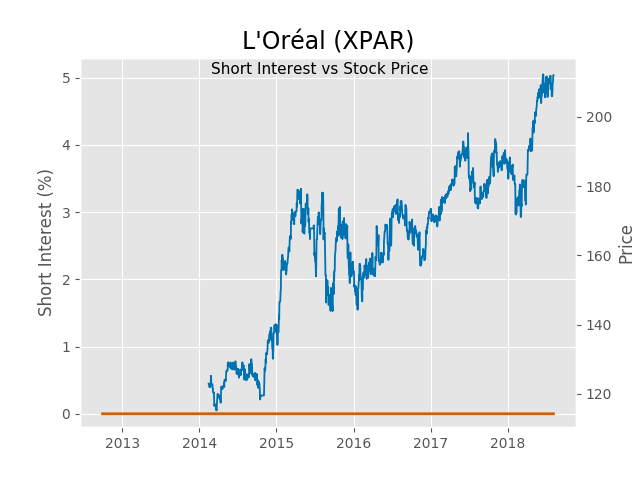 L'Oréal (XPAR)
Short Interest vs Stock Price
Short Interest (%)
5
4
3
2
1
0
200
180
160
140
120
Price
2013 2014 2015 2016 2017 2018